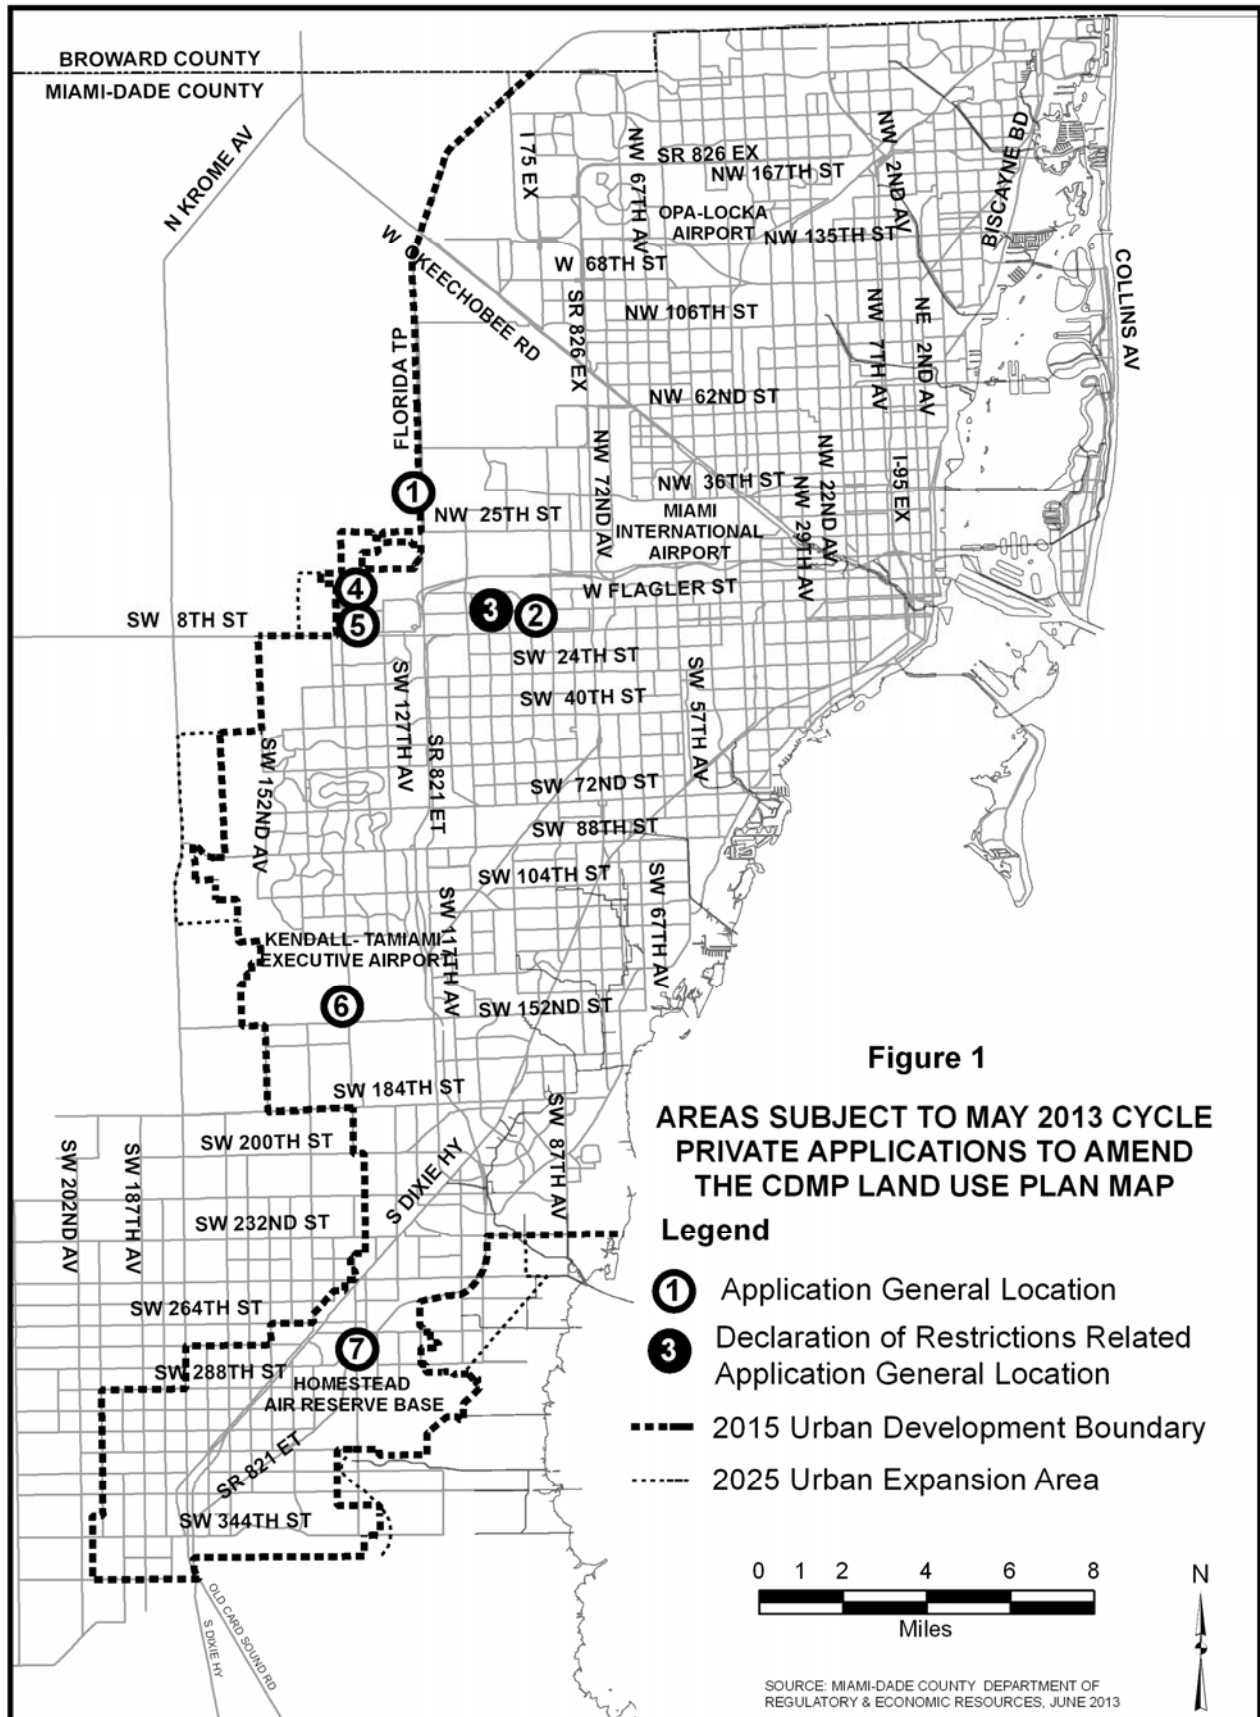 BROWARD COUNTY
MIAMI-DADE COUNTY
N KROME AV
I 75 EX
NW 67TH AV
SR 826 EX
NW 167TH ST
NW 2ND AV
BISCAYNE BD
OPA-LOCKA
AIRPORT
NW 135TH ST
W OKEECHOBEE RD
W 68TH ST
COLLINS AV
FLORIDA TP
SR 826 EX
NW 106TH ST
NW 7TH AV
NE 2ND AV
NW 62ND ST
NW 72ND AV
NW 36TH ST
NW 22ND AV
I-95 EX
1
NW 25TH ST
MIAMI
INTERNATIONAL
AIRPORT
NW 29TH AV
4
W FLAGLER ST
3
2
SW 8TH ST
5
SW 24TH ST
SW 127TH AV
SW 40TH ST
SW 57TH AV
SW 152ND AV
SR 821 ET
SW 72ND ST
SW 88TH ST
SW 104TH ST
SW 67TH AV
SW 117TH AV
KENDALL- TAMIAMI
EXECUTIVE AIRPORT
6
SW 152ND ST
SW 184TH ST
SW 87TH AV
SW 200TH ST
S DIXIE HY
SW 202ND AV
SW 187TH AV
SW 232ND ST
SW 264TH ST
7
SW 288TH ST
HOMESTEAD
AIR RESERVE BASE
SR 821 ET
SW 344TH ST
OLD CARD SOUND RD
S DIXIE HY
Figure 1
AREAS SUBJECT TO MAY 2013 CYCLE
PRIVATE APPLICATIONS TO AMEND
THE CDMP LAND USE PLAN MAP
Legend
1 Application General Location
3 Declaration of Restrictions Related
Application General Location
2015 Urban Development Boundary
2025 Urban Expansion Area
0 1 2 4 6 8
Miles
N
SOURCE: MIAMI-DADE COUNTY DEPARTMENT OF
REGULATORY & ECONOMIC RESOURCES, JUNE 2013